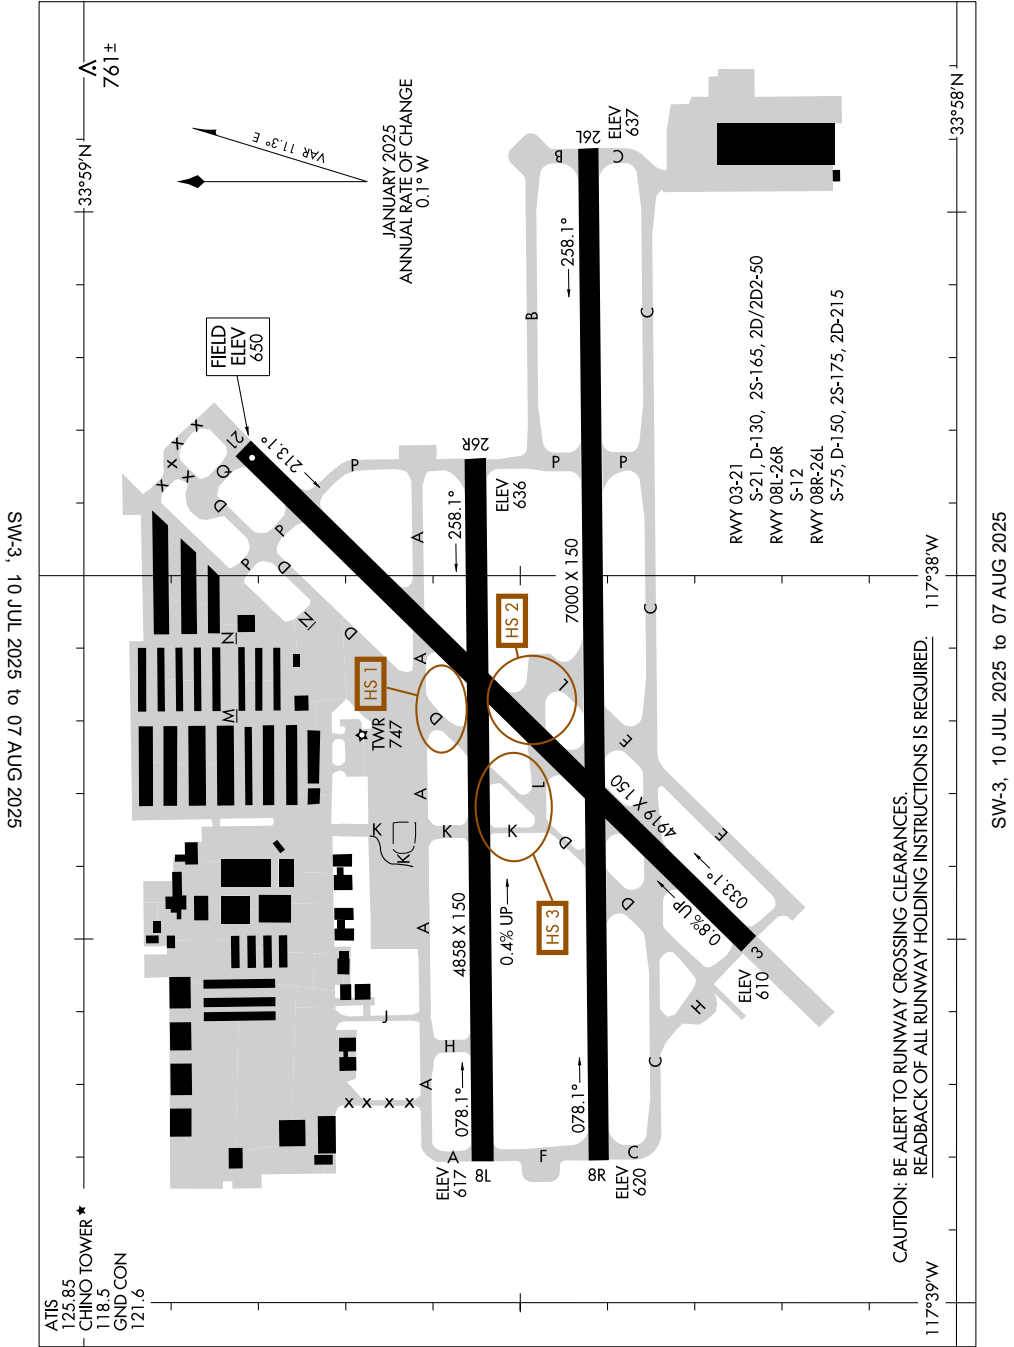 ATIS
125.85
CHINO TOWER ★
118.5
GND CON
121.6
761±
33°59'N
33°58'N
VAR 11.3° E
JANUARY 2025
ANNUAL RATE OF CHANGE
0.1° W
FIELD
ELEV
650
21
213.1°
Q
D
P
P
D
N
D
N
W
X X X X X
P
A
26R
ELEV
636
258.1°
26L
ELEV
637
258.1°
B
C
B
C
P
P
HS 1
HS 2
HS 3
TWR
747
A
D
L
E
C
7000 X 150
A
K
K
K
K
L
D
E
4919 X 150
033.1°
0.8% UP
3
ELEV
610
D
A
4858 X 150
0.4% UP
J
H
H
A
X X X X
078.1°
078.1°
C
A
F
C
ELEV
617
8L
8R
ELEV
620
RWY 03-21
S-21, D-130, 2S-165, 2D/2D2-50
RWY 08L-26R
S-12
RWY 08R-26L
S-75, D-150, 2S-175, 2D-215
CAUTION: BE ALERT TO RUNWAY CROSSING CLEARANCES.
READBACK OF ALL RUNWAY HOLDING INSTRUCTIONS IS REQUIRED.
117°38'W
117°39'W
SW-3, 10 JUL 2025 to 07 AUG 2025
SW-3, 10 JUL 2025 to 07 AUG 2025